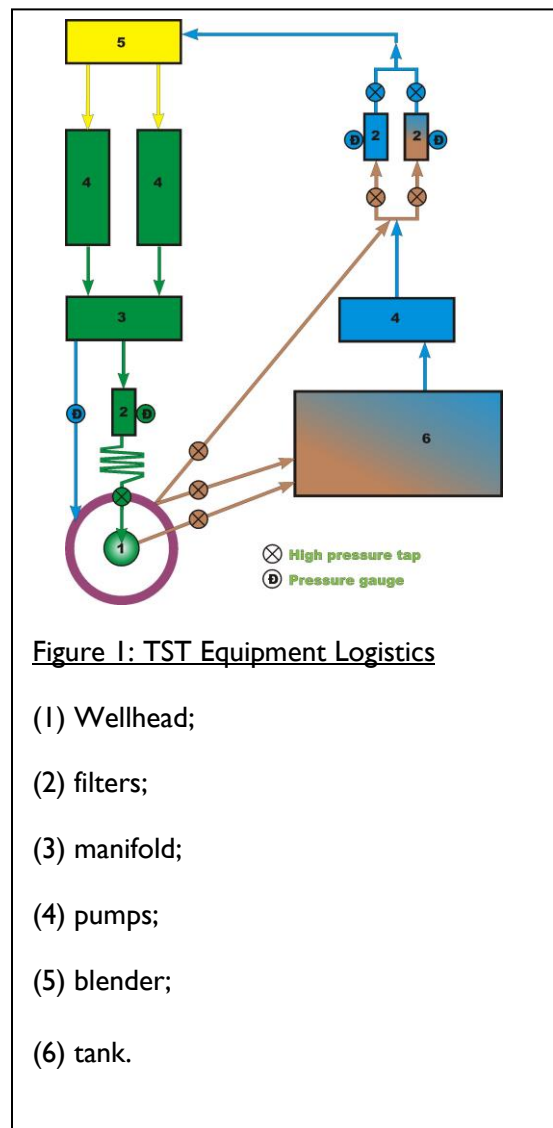 5
2
2
4
4
4
3
2
6
1
High pressure tap
Đ Pressure gauge
Đ
Đ
Đ
Đ
Figure 1: TST Equipment Logistics
(1) Wellhead;
(2) filters;
(3) manifold;
(4) pumps;
(5) blender;
(6) tank.